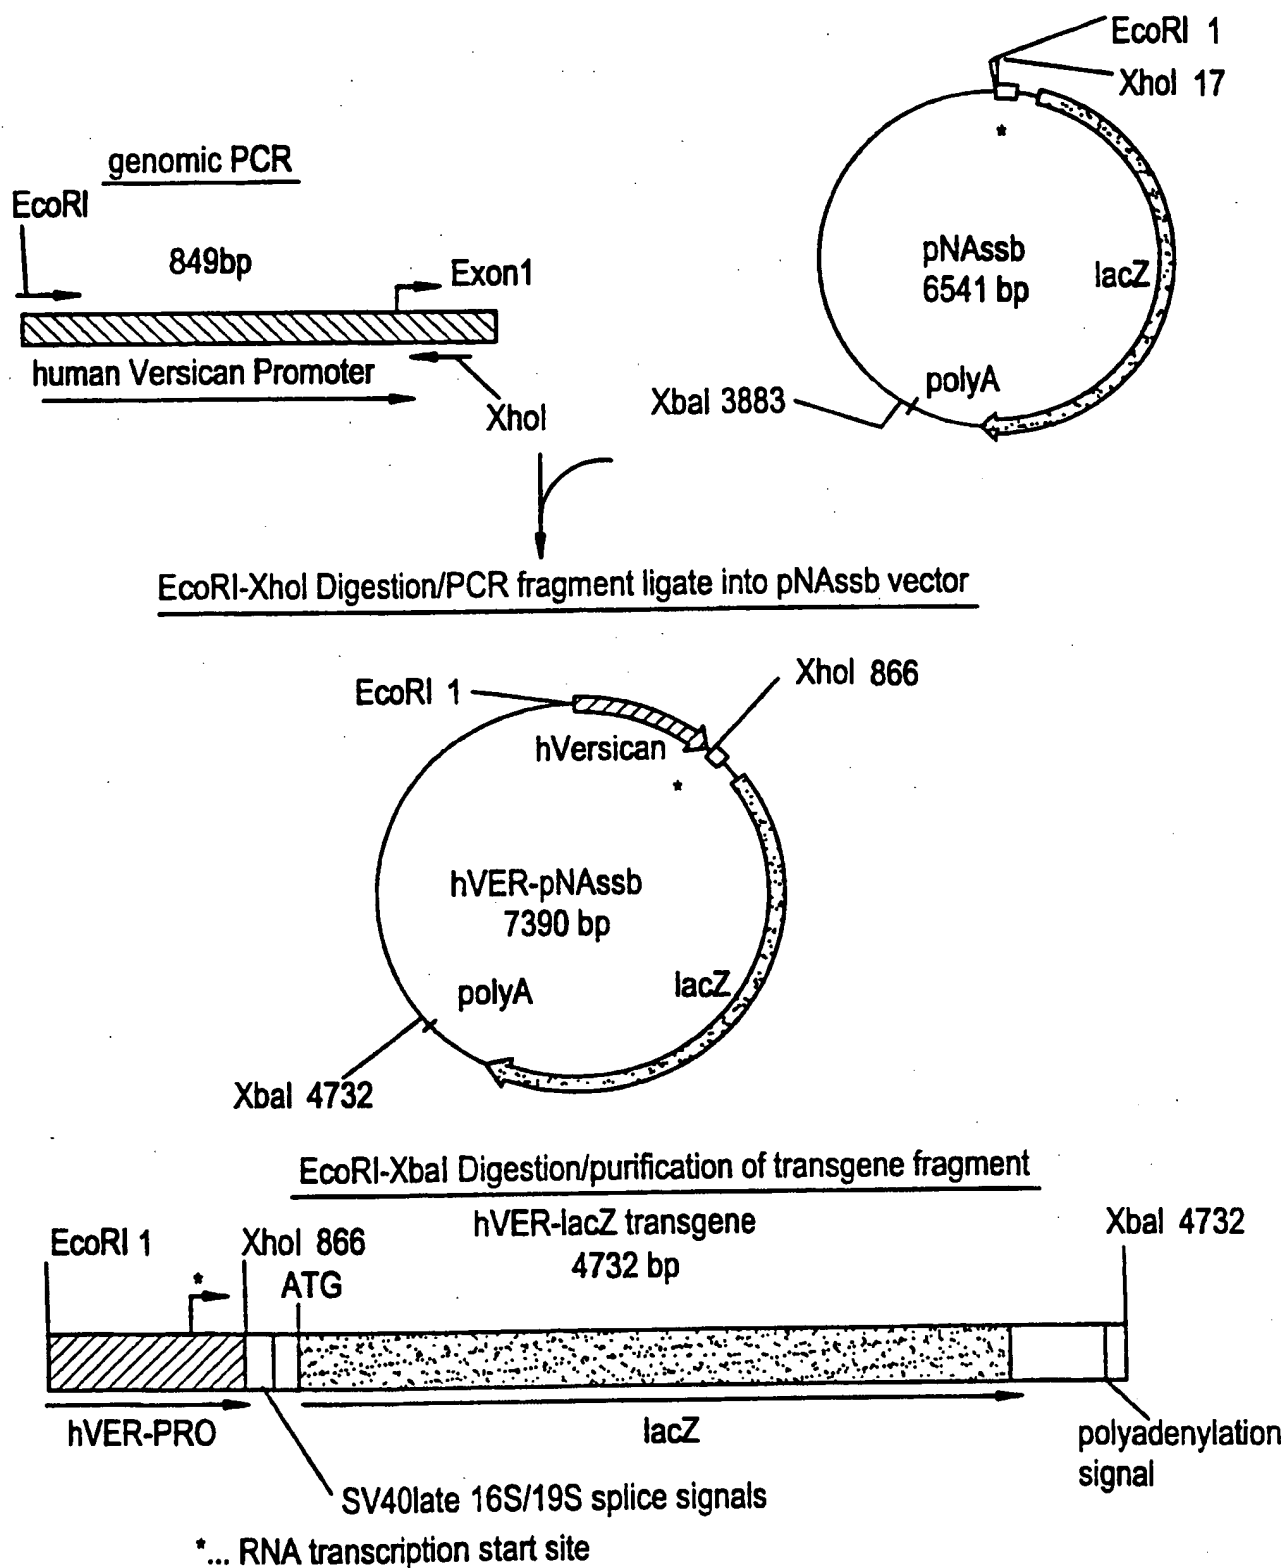 EcoRI 1
XhoI 17
genomic PCR
EcoRI
849bp
Exon1
human Versican Promoter
XhoI
pNAssb
6541 bp
lacZ
polyA
XbaI 3883
*
EcoRI-XhoI Digestion/PCR fragment ligate into pNAssb vector
EcoRI 1
XhoI 866
hVersican
*
hVER-pNAssb
7390 bp
polyA
lacZ
XbaI 4732
EcoRI-XbaI Digestion/purification of transgene fragment
hVER-lacZ transgene
4732 bp
EcoRI 1
XhoI 866
XbaI 4732
*
ATG
hVER-PRO
lacZ
polyadenylation
signal
SV40late 16S/19S splice signals
*... RNA transcription start site